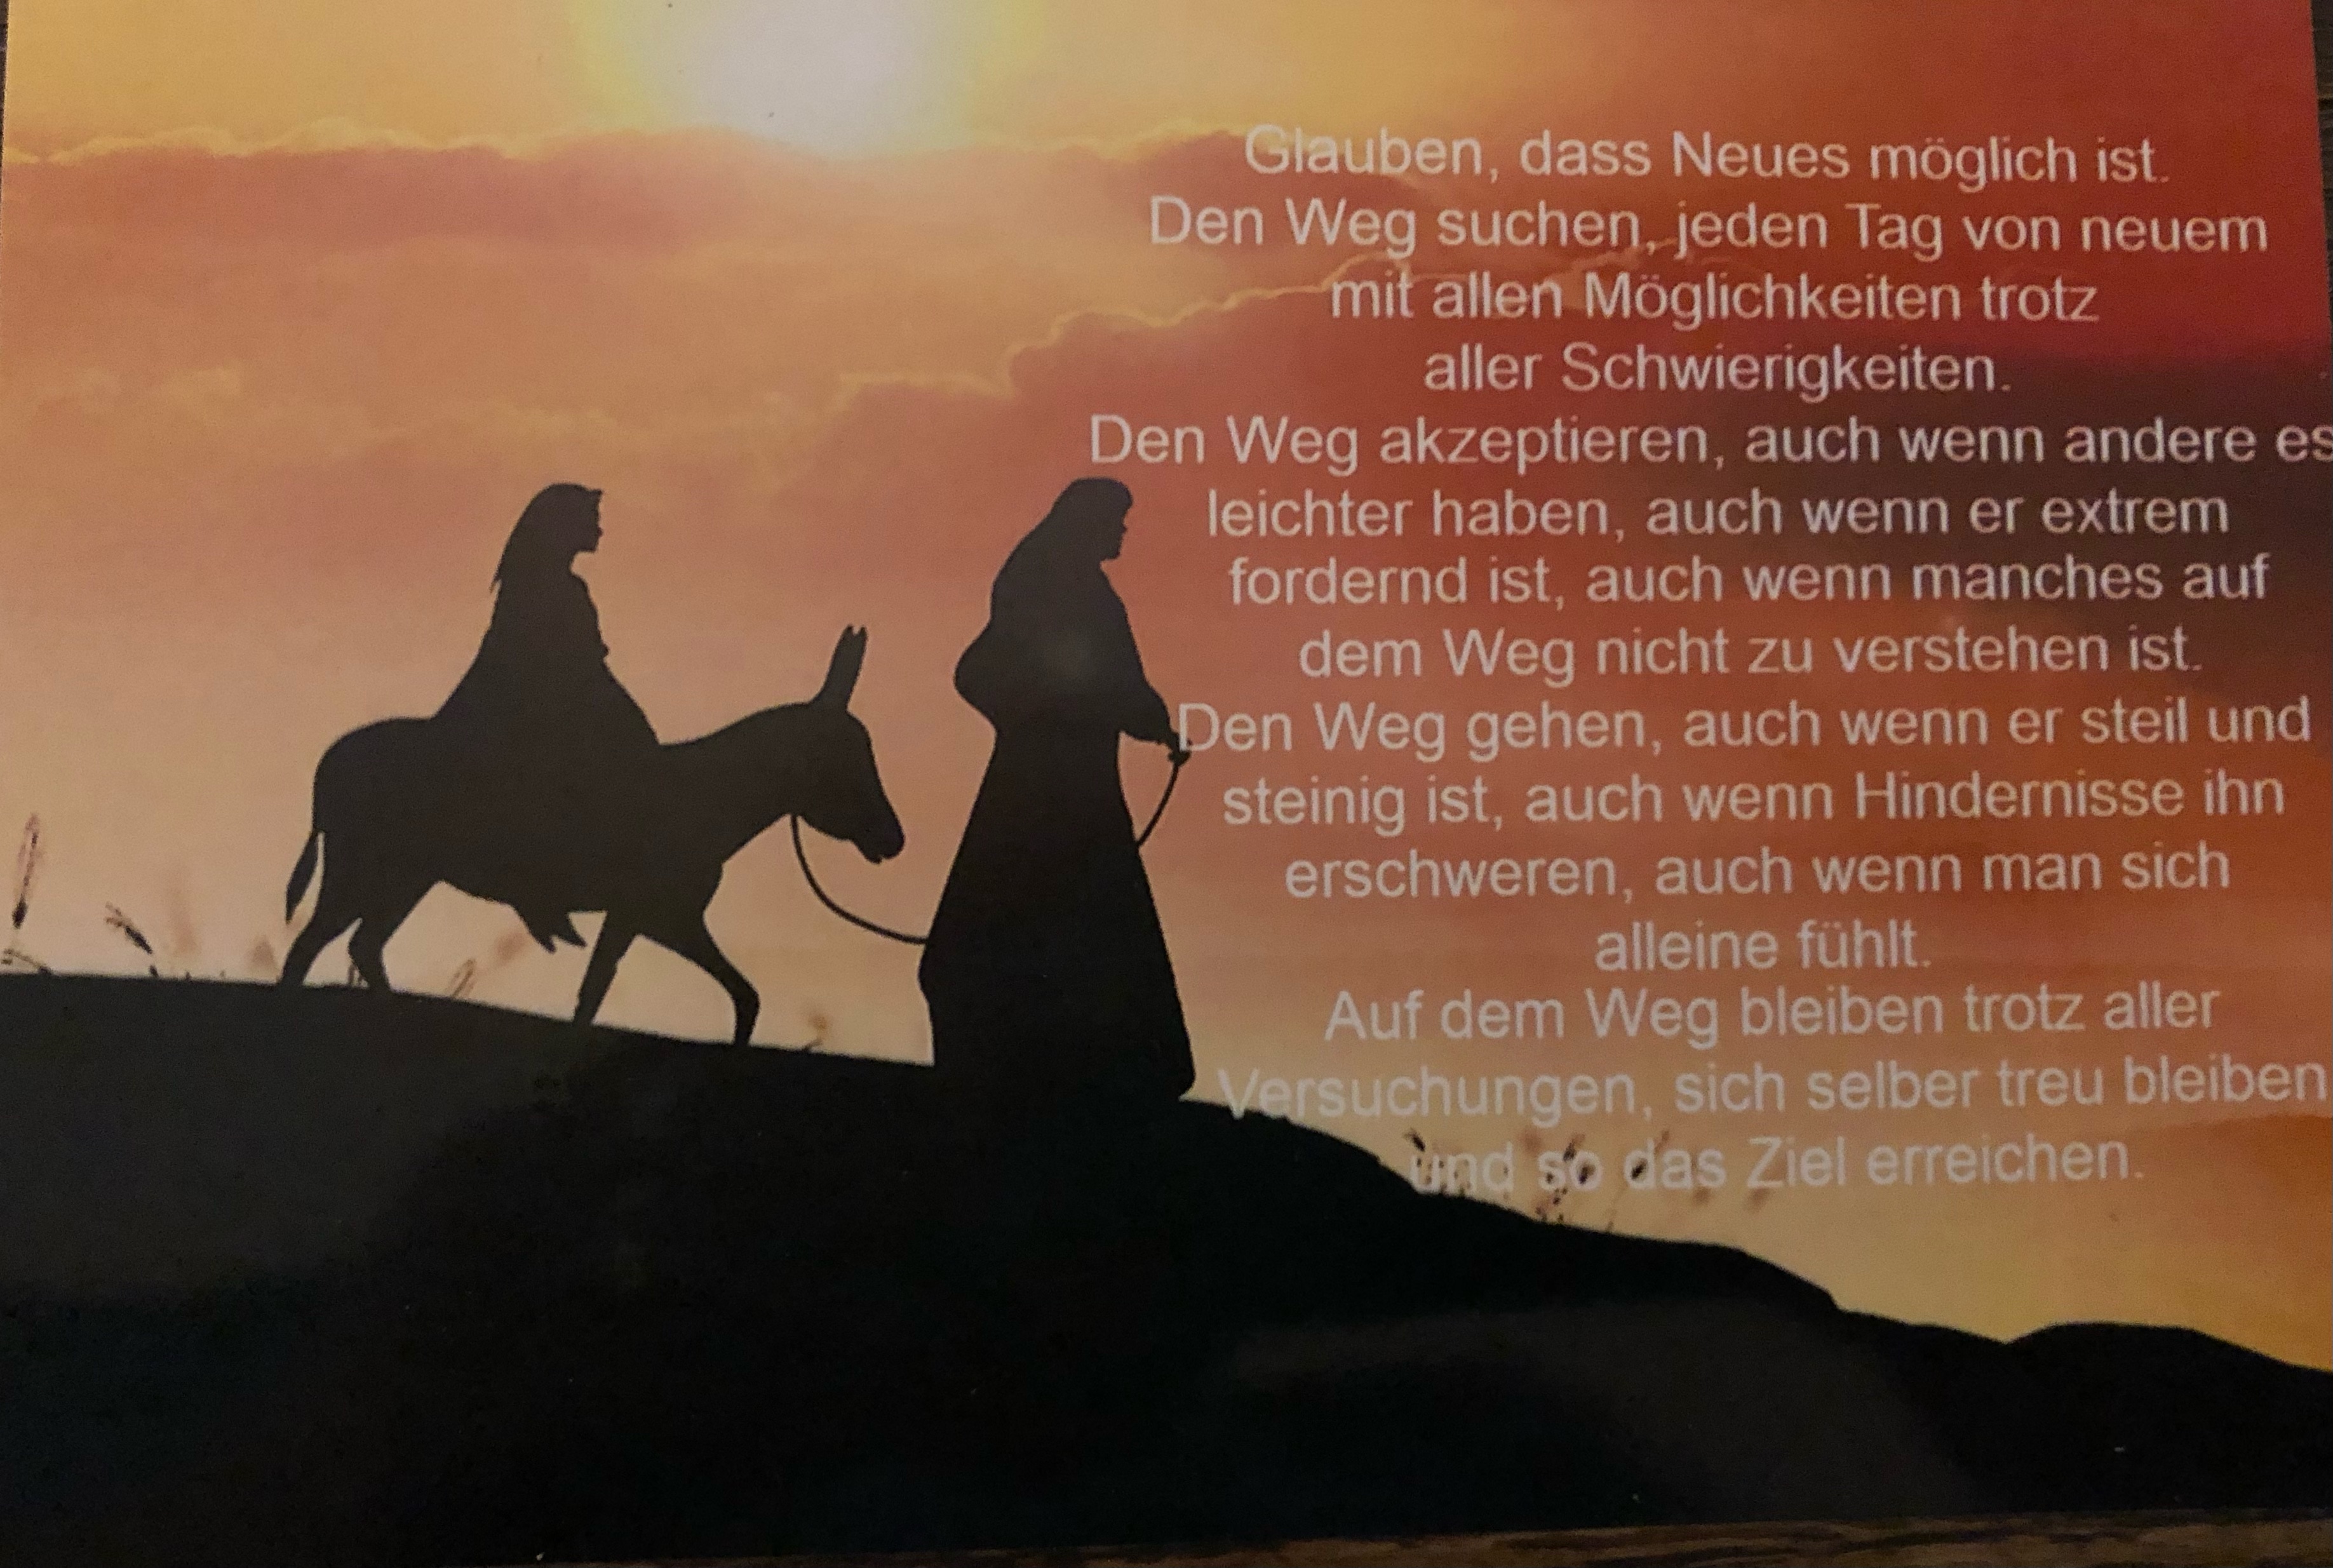 Glauben, dass Neues möglich ist.
Den Weg suchen, jeden Tag von neuem
mit allen Möglichkeiten trotz
aller Schwierigkeiten.
Den Weg akzeptieren, auch wenn andere es
leichter haben, auch wenn er extrem
fordernd ist, auch wenn manches auf
dem Weg nicht zu verstehen ist.
Den Weg gehen, auch wenn er steil und
steinig ist, auch wenn Hindernisse ihn
erschweren, auch wenn man sich
alleine fühlt.
Auf dem Weg bleiben trotz aller
Versuchungen, sich selber treu bleiben
und so das Ziel erreichen.